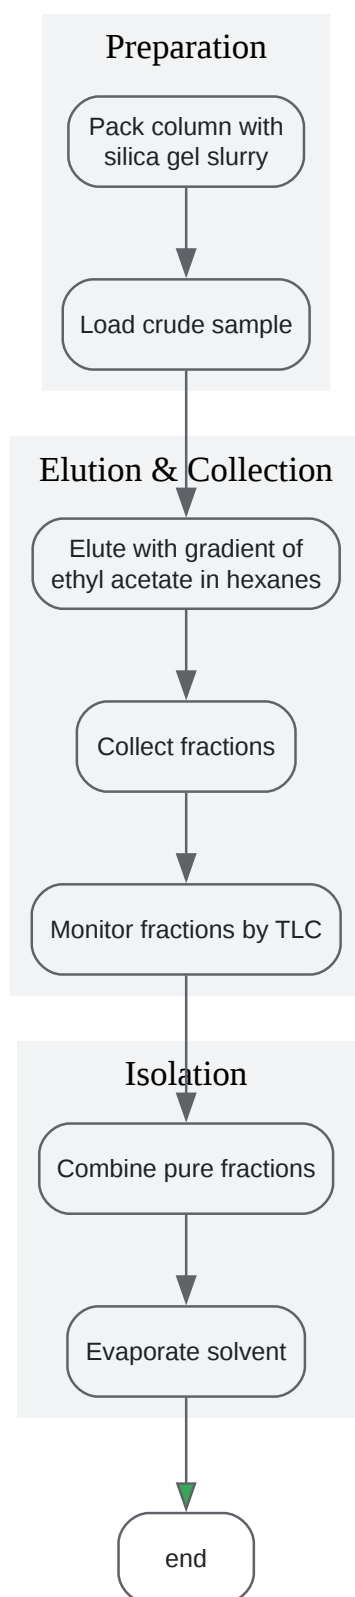 Preparation
Pack column with
silica gel slurry
Load crude sample
Elution & Collection
Elute with gradient of
ethyl acetate in hexanes
Collect fractions
Monitor fractions by TLC
Isolation
Combine pure fractions
Evaporate solvent
end